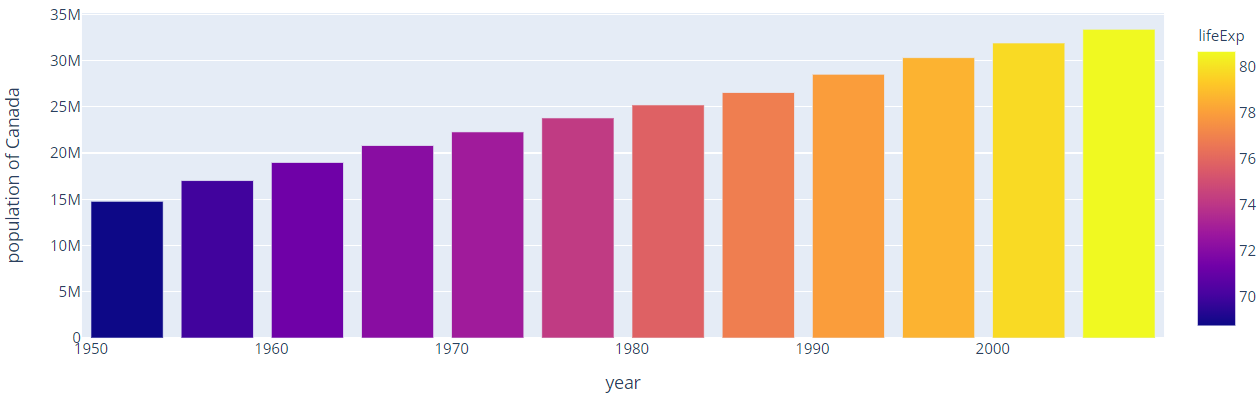 35M
30M
25M
20M
15M
10M
5M
0
population of Canada
1950 1960 1970 1980 1990 2000
year
lifeExp
80
78
76
74
72
70